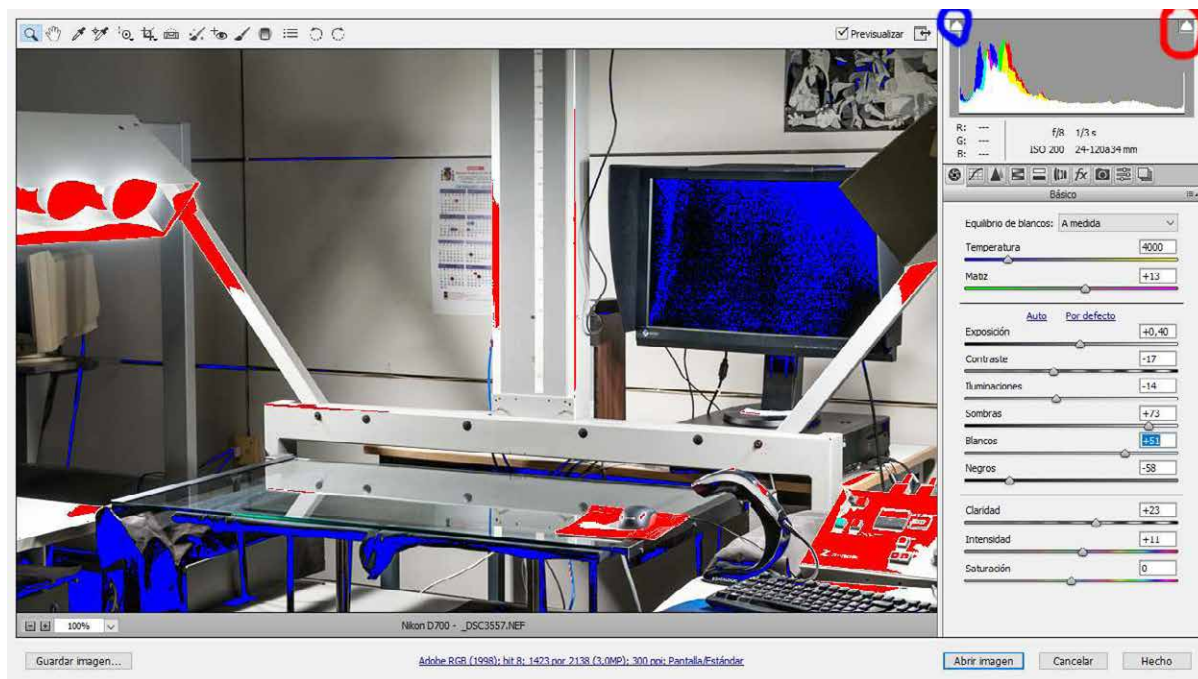 Previsualizar
R: ---
G: ---
B: ---
f/8 1/3 s
ISO 200 24-120a34 mm
fx
Básico
Equilibrio de blancos: A medida
Temperatura 4000
Matiz +13
Auto Por defecto
Exposición +0,40
Contraste -17
Iluminaciones -14
Sombras +73
Blancos +51
Negros -58
Claridad +23
Intensidad +11
Saturación 0
100%
Nikon D700 - _DSC3557.NEF
Guardar imagen...
Adobe RGB (1998); bit 8; 1423 por 2138 (3,0MP); 300 ppi; Pantalla/Estándar
Abrir imagen
Cancelar
Hecho